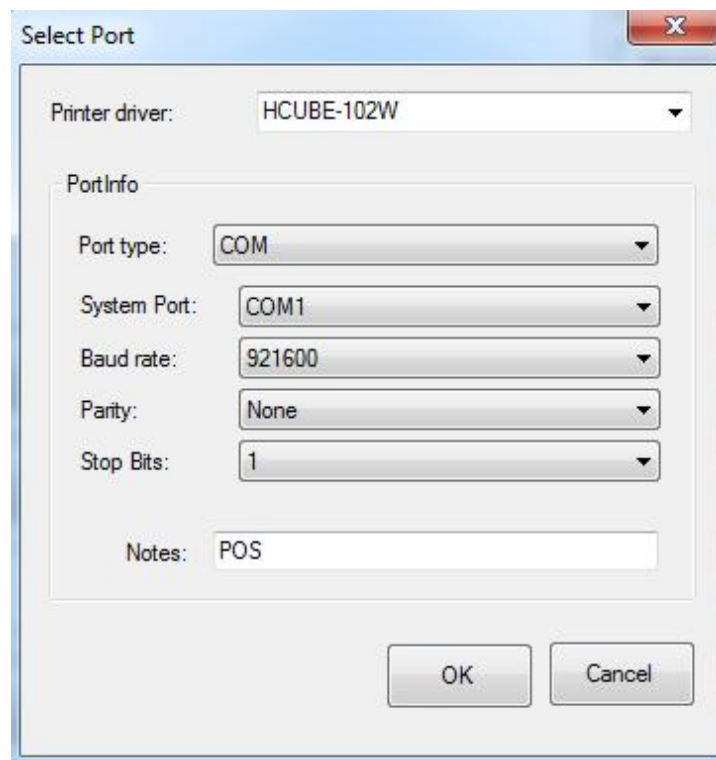 Select Port
Printer driver: HCUBE-102W
PortInfo
Port type: COM
System Port: COM1
Baud rate: 921600
Parity: None
Stop Bits: 1
Notes: POS
OK Cancel